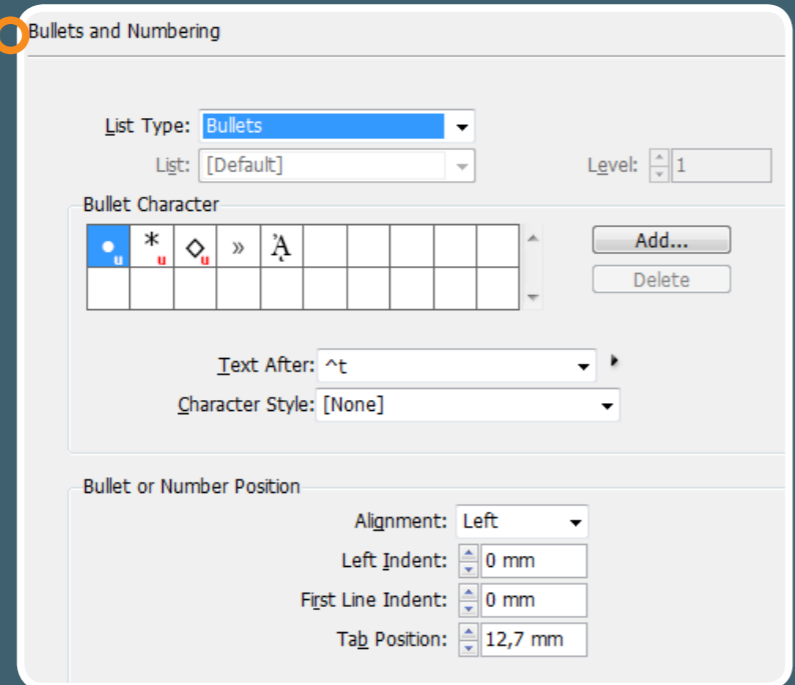 Bullets and Numbering
List Type: Bullets
List: [Default] Level: 1
Bullet Character
• * ◇ » ᾌ
u u u
Add...
Delete
Text After: ^t
Character Style: [None]
Bullet or Number Position
Alignment: Left
Left Indent: 0 mm
First Line Indent: 0 mm
Tab Position: 12,7 mm